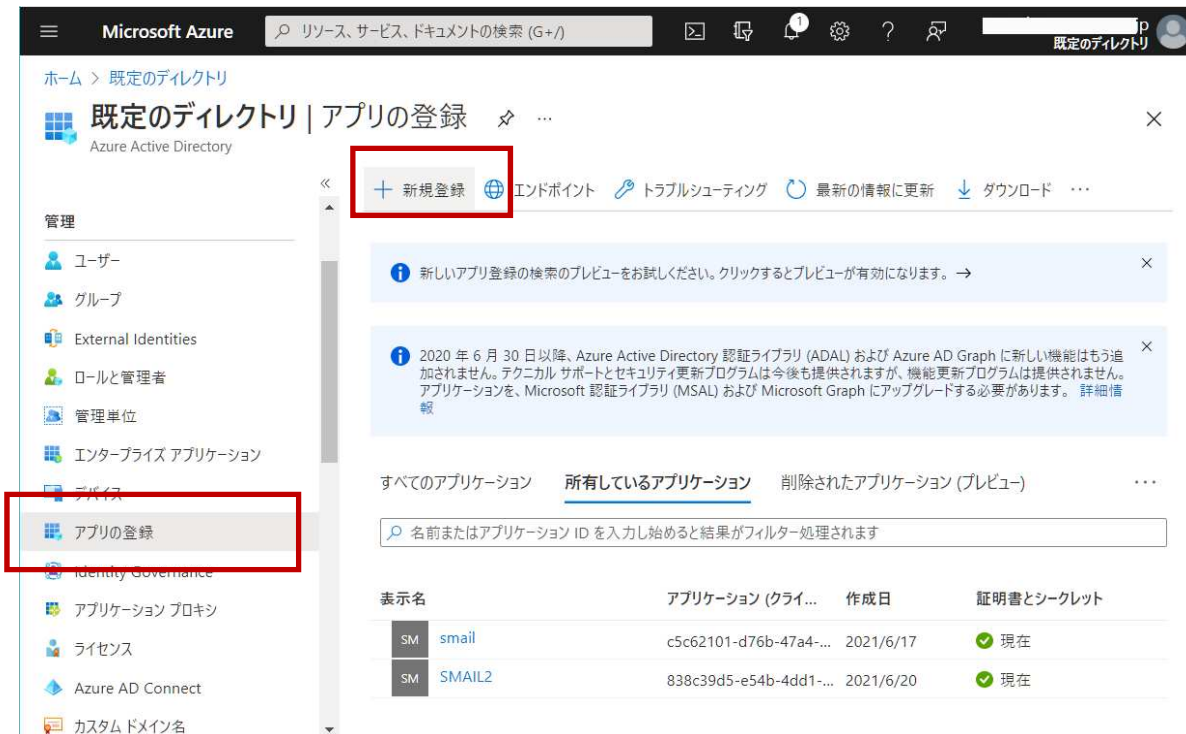 Microsoft Azure
リソース、サービス、ドキュメントの検索 (G+/)
1
既定のディレクトリ
ホーム > 既定のディレクトリ
既定のディレクトリ | アプリの登録
Azure Active Directory
新規登録 エンドポイント トラブルシューティング 最新の情報に更新 ダウンロード
管理
ユーザー
グループ
External Identities
ロールと管理者
管理単位
エンタープライズ アプリケーション
デバイス
アプリの登録
Identity Governance
アプリケーション プロキシ
ライセンス
Azure AD Connect
カスタム ドメイン名
新しいアプリ登録の検索のプレビューをお試しください。クリックするとプレビューが有効になります。→
2020 年 6 月 30 日以降、Azure Active Directory 認証ライブラリ (ADAL) および Azure AD Graph に新しい機能はもう追
加されません。テクニカル サポートとセキュリティ更新プログラムは今後も提供されますが、機能更新プログラムは提供されません。
アプリケーションを、Microsoft 認証ライブラリ (MSAL) および Microsoft Graph にアップグレードする必要があります。 詳細情
報
すべてのアプリケーション 所有しているアプリケーション 削除されたアプリケーション (プレビュー)
名前またはアプリケーション ID を入力し始めると結果がフィルター処理されます
表示名 アプリケーション (クライ... 作成日 証明書とシークレット
SM smail c5c62101-d76b-47a4-... 2021/6/17 現在
SM SMAIL2 838c39d5-e54b-4dd1-... 2021/6/20 現在